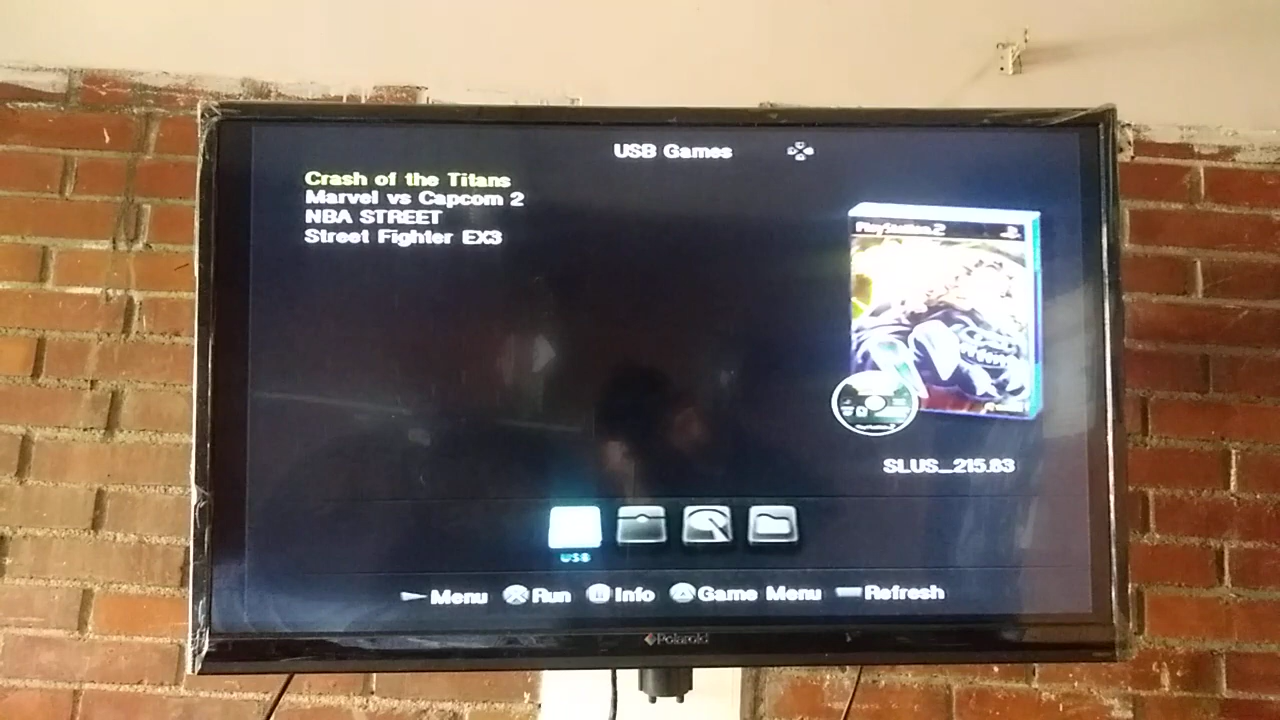 USB Games
Crash of the Titans
Marvel vs Capcom 2
NBA STREET
Street Fighter EX3
PlayStation 2
SLUS_215.83
USB
Menu Run Info Game Menu Refresh
Polaroid